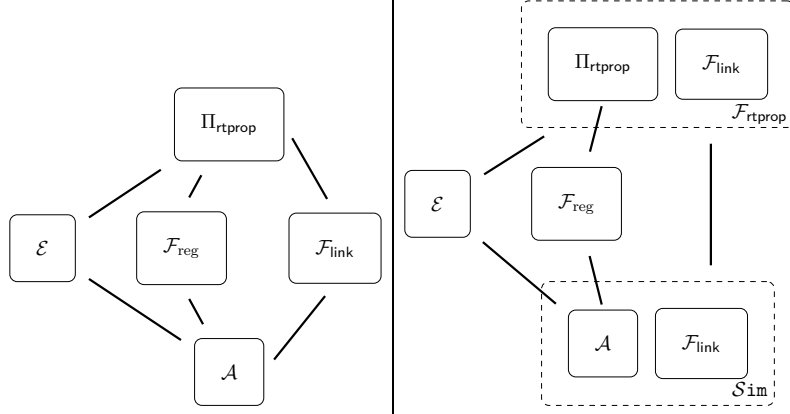 Π_rtprop
ℰ
ℱ_reg
ℱ_link
𝒜
Π_rtprop
ℱ_link
ℱ_rtprop
ℰ
ℱ_reg
𝒜
ℱ_link
𝒮im